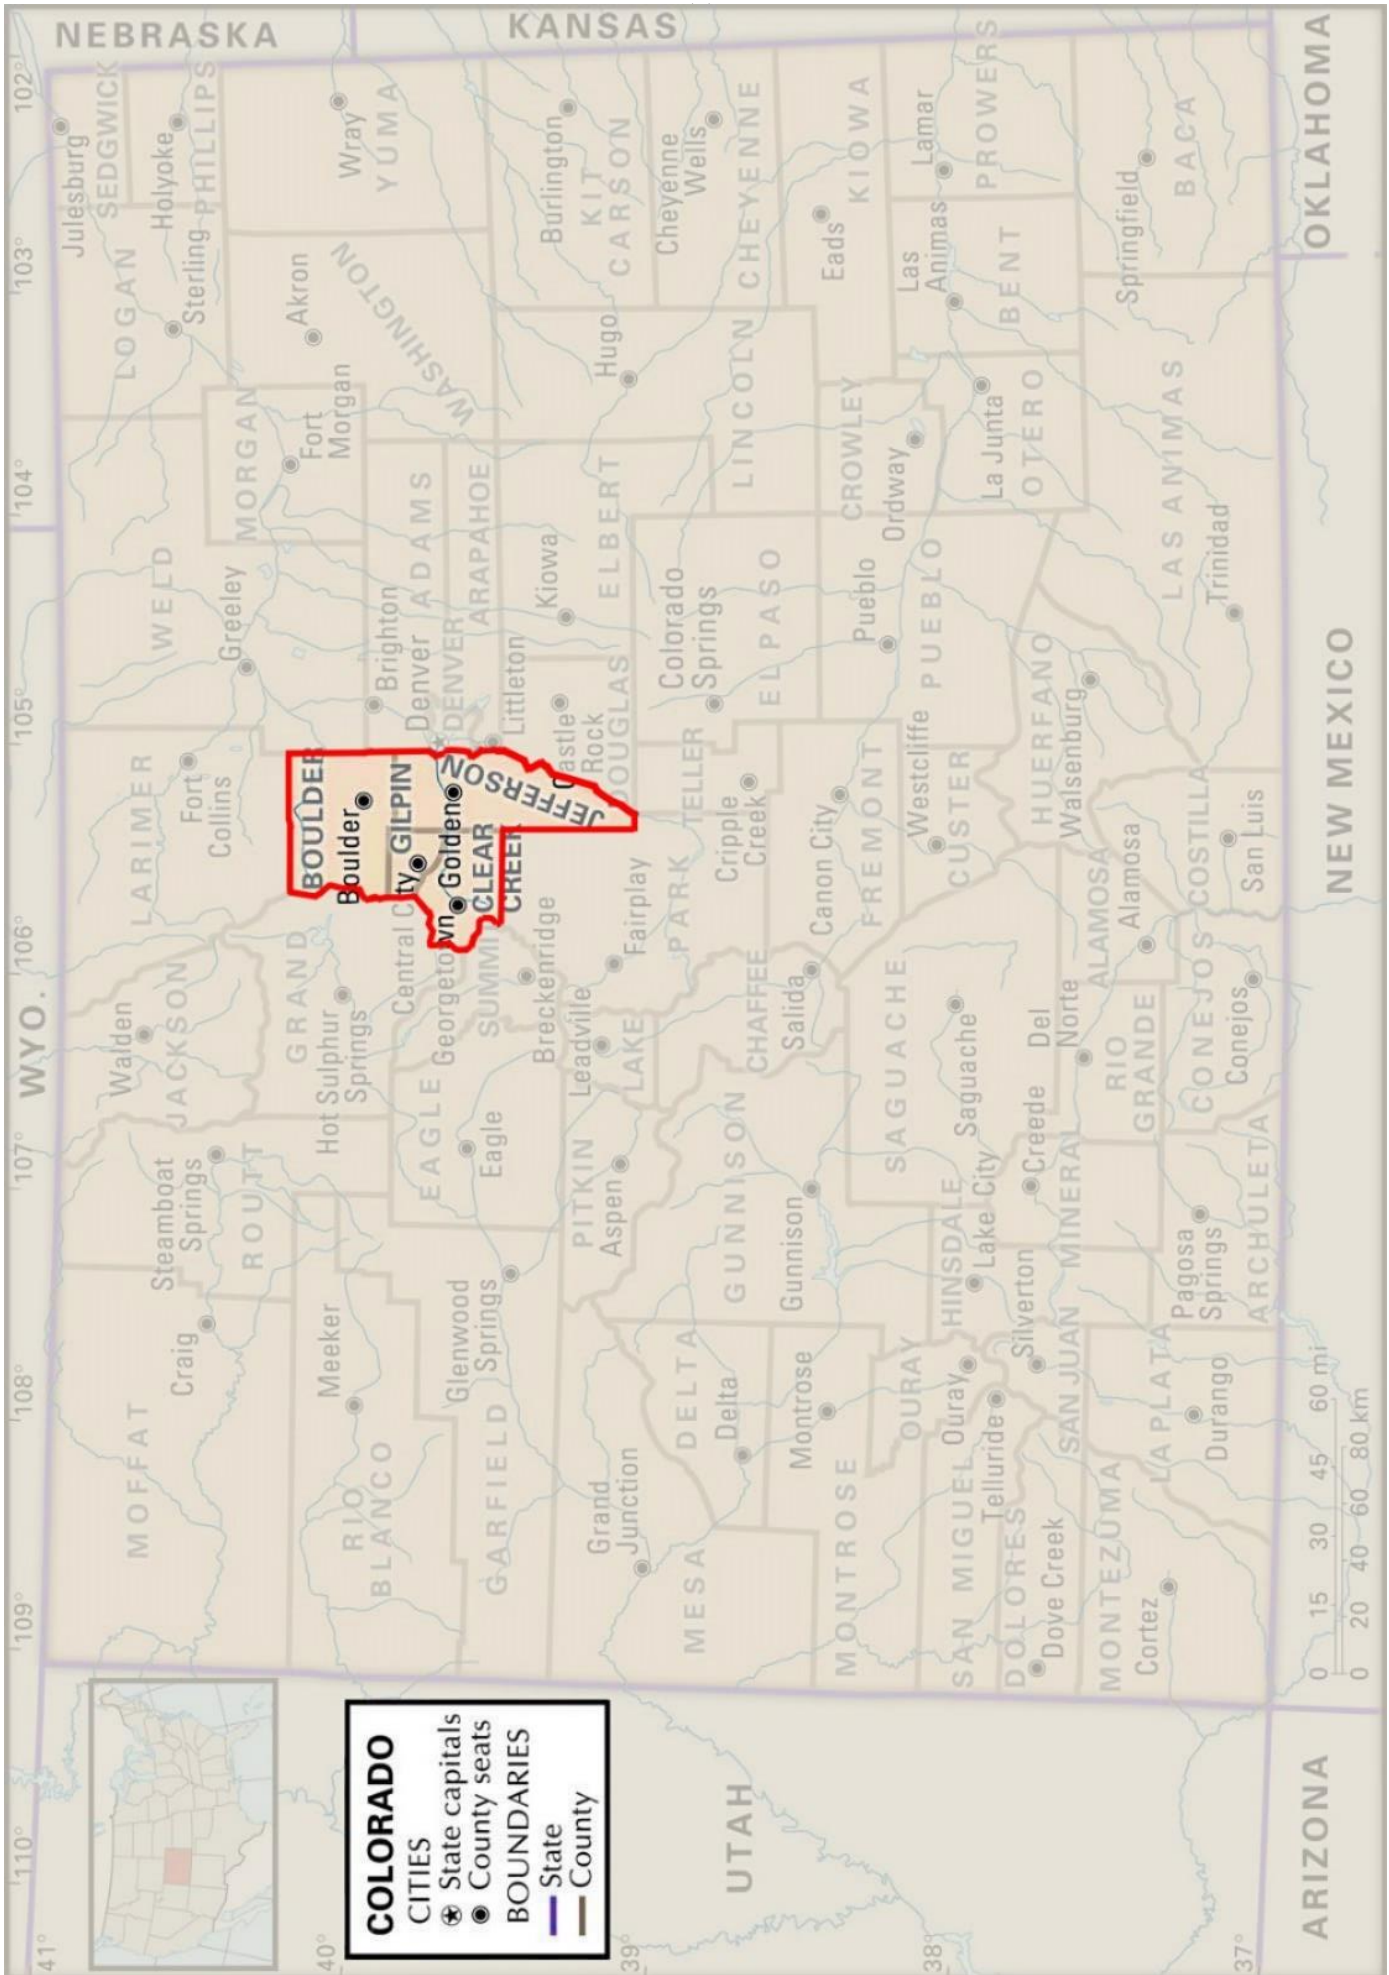 WYO.
NEBRASKA
KANSAS
OKLAHOMA
NEW MEXICO
ARIZONA
UTAH
110°
109°
108°
107°
106°
105°
104°
103°
102°
41°
40°
39°
38°
37°
COLORADO
CITIES
State capitals
County seats
BOUNDARIES
State
County
MOFFAT
Craig
Steamboat
Springs
ROUTT
Walden
JACKSON
LARIMER
Fort
Collins
WELD
Greeley
LOGAN
Sterling
Julesburg
SEDGWICK
Holyoke
PHILLIPS
MORGAN
Fort
Morgan
Akron
WASHINGTON
Wray
YUMA
RIO
BLANCO
Meeker
GRAND
Hot Sulphur
Springs
BOULDER
Boulder
GILPIN
Central City
Golden
JEFFERSON
CLEAR
CREEK
Georgetown
Brighton
ADAMS
Denver
DENVER
ARAPAHOE
Littleton
GARFIELD
Glenwood
Springs
EAGLE
Eagle
SUMMI
Breckenridge
Castle
Rock
DOUGLAS
Kiowa
ELBERT
Hugo
LINCOLN
Burlington
KIT
CARSON
Cheyenne
Wells
CHEYENNE
Grand
Junction
MESA
PITKIN
Aspen
Leadville
LAKE
Fairplay
PARK
TELLER
Cripple
Creek
Colorado
Springs
EL PASO
DELTA
Delta
GUNNISON
Gunnison
CHAFFEE
Salida
Canon City
FREMONT
Pueblo
PUEBLO
CROWLEY
Ordway
Eads
KIOWA
MONTROSE
Montrose
OURAY
Ouray
HINSDALE
Lake City
SAGUACHE
Saguache
Westcliffe
CUSTER
La Junta
OTERO
Las
Animas
BENT
Lamar
PROWERS
SAN MIGUEL
Telluride
DOLORES
Dove Creek
Silverton
SAN JUAN
Creede
MINERAL
Del
Norte
RIO
GRANDE
ALAMOSA
Alamosa
HUERFANO
Walsenburg
MONTEZUMA
Cortez
LA PLATA
Durango
Pagosa
Springs
ARCHULETA
CONEJOS
Conejos
COSTILLA
San Luis
LAS ANIMAS
Trinidad
Springfield
BACA
0 15 30 45 60 mi
0 20 40 60 80 km